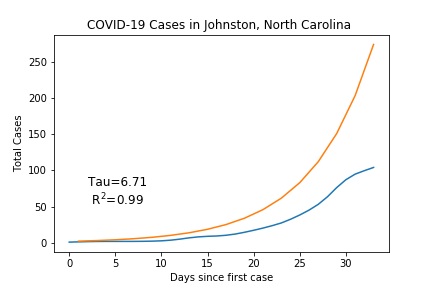 COVID-19 Cases in Johnston, North Carolina
Total Cases
250
200
150
100
50
0
Tau=6.71
R²=0.99
0 5 10 15 20 25 30
Days since first case